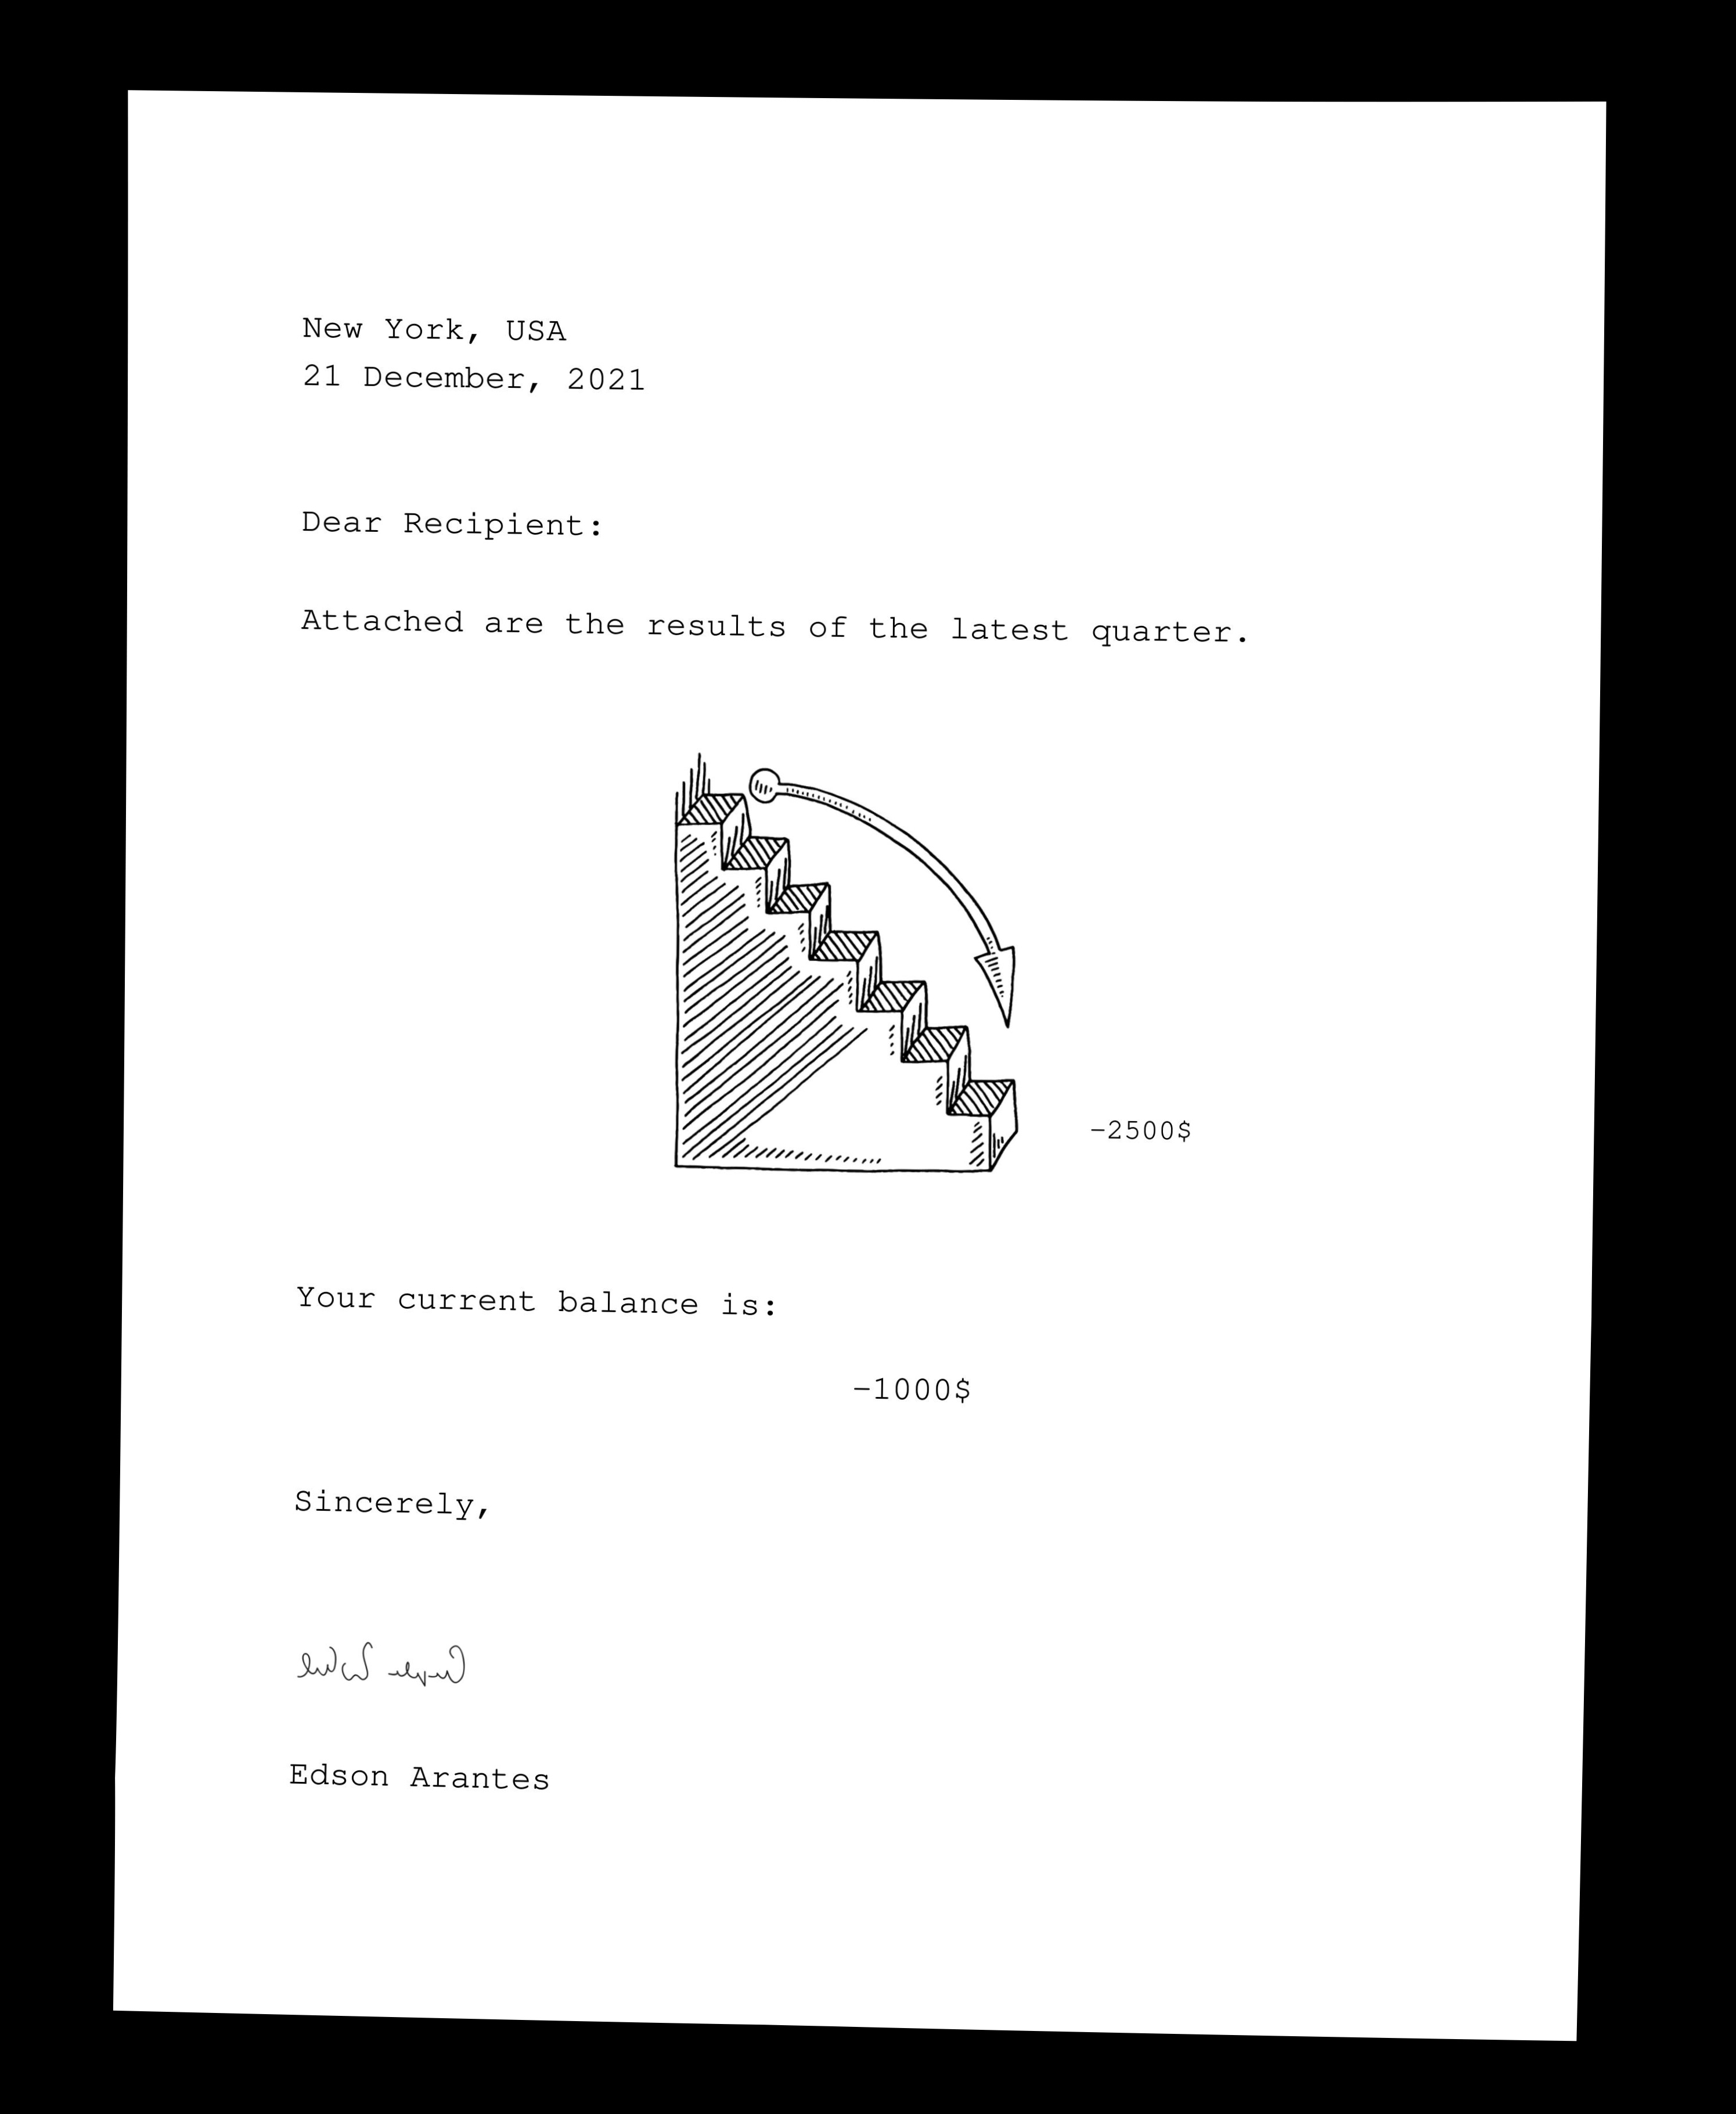 New York, USA
21 December, 2021
Dear Recipient:
Attached are the results of the latest quarter.
-2500$
Your current balance is:
-1000$
Sincerely,
Edson Arantes